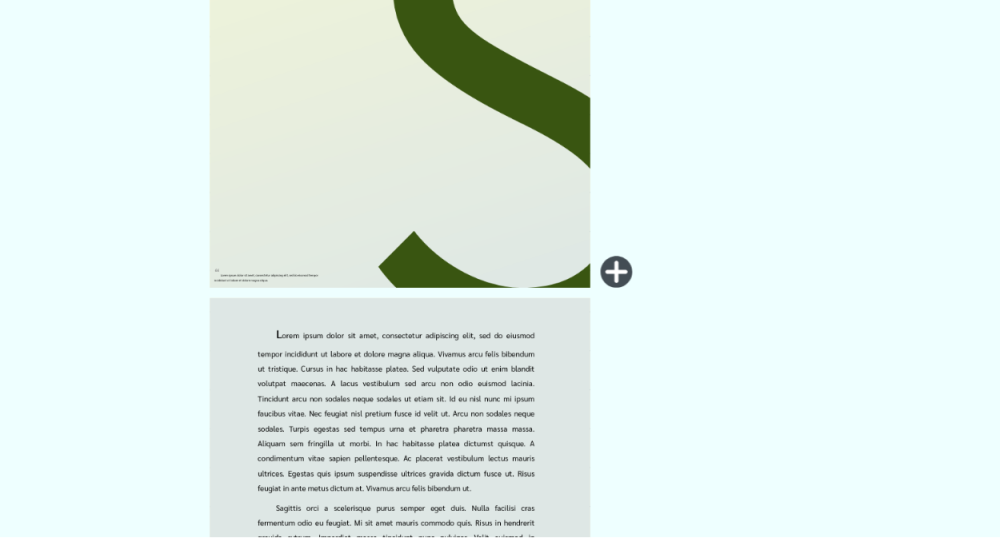 S
Lorem ipsum dolor sit amet, consectetur adipiscing elit, sed do eiusmod
tempor incididunt ut labore et dolore magna aliqua. Vivamus arcu felis bibendum
ut tristique. Cursus in hac habitasse platea. Sed vulputate odio ut enim blandit
volutpat maecenas. A lacus vestibulum sed arcu non odio euismod lacinia.
Tincidunt arcu non sodales neque sodales ut etiam sit. Id eu nisl nunc mi ipsum
faucibus vitae. Nec feugiat nisl pretium fusce id velit ut. Arcu non sodales neque
sodales. Turpis egestas sed tempus urna et pharetra pharetra massa massa.
Aliquam sem fringilla ut morbi. In hac habitasse platea dictumst quisque. A
condimentum vitae sapien pellentesque. Ac placerat vestibulum lectus mauris
ultrices. Egestas quis ipsum suspendisse ultrices gravida dictum fusce ut. Risus
feugiat in ante metus dictum at. Vivamus arcu felis bibendum ut.
Sagittis orci a scelerisque purus semper eget duis. Nulla facilisi cras
fermentum odio eu feugiat. Mi sit amet mauris commodo quis. Risus in hendrerit